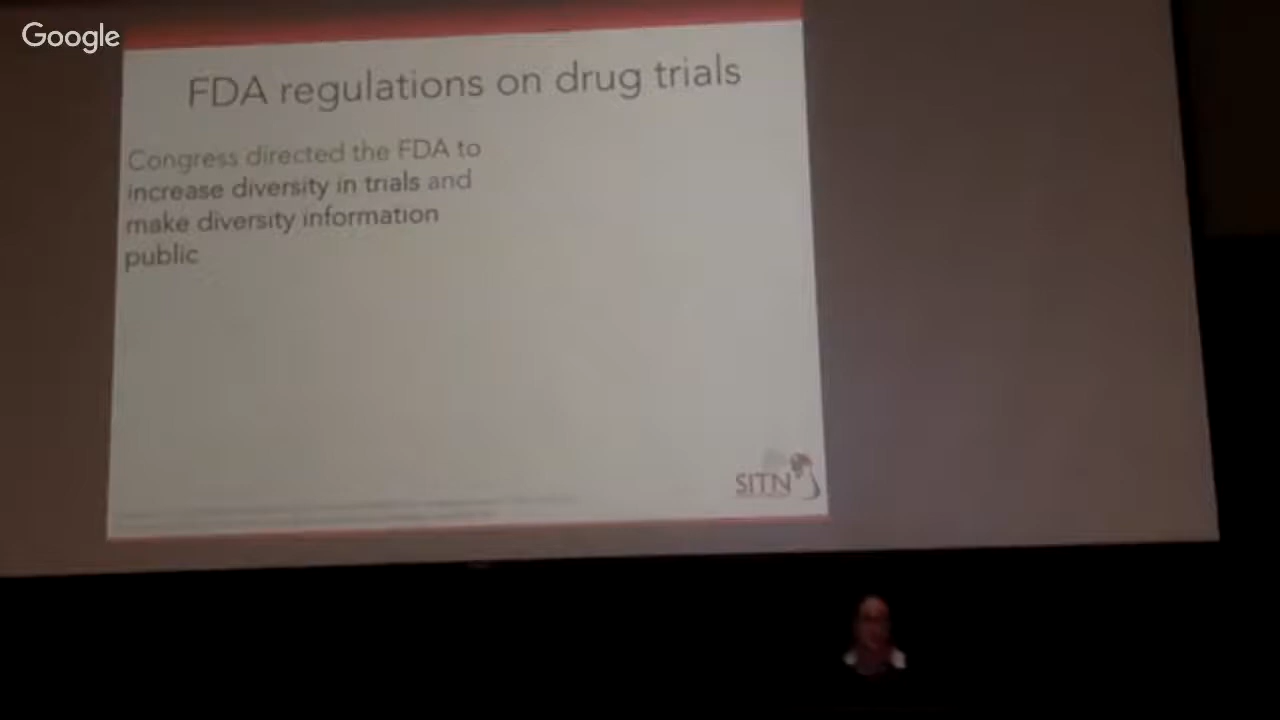 Google
FDA regulations on drug trials
Congress directed the FDA to
increase diversity in trials and
make diversity information
public
SITN